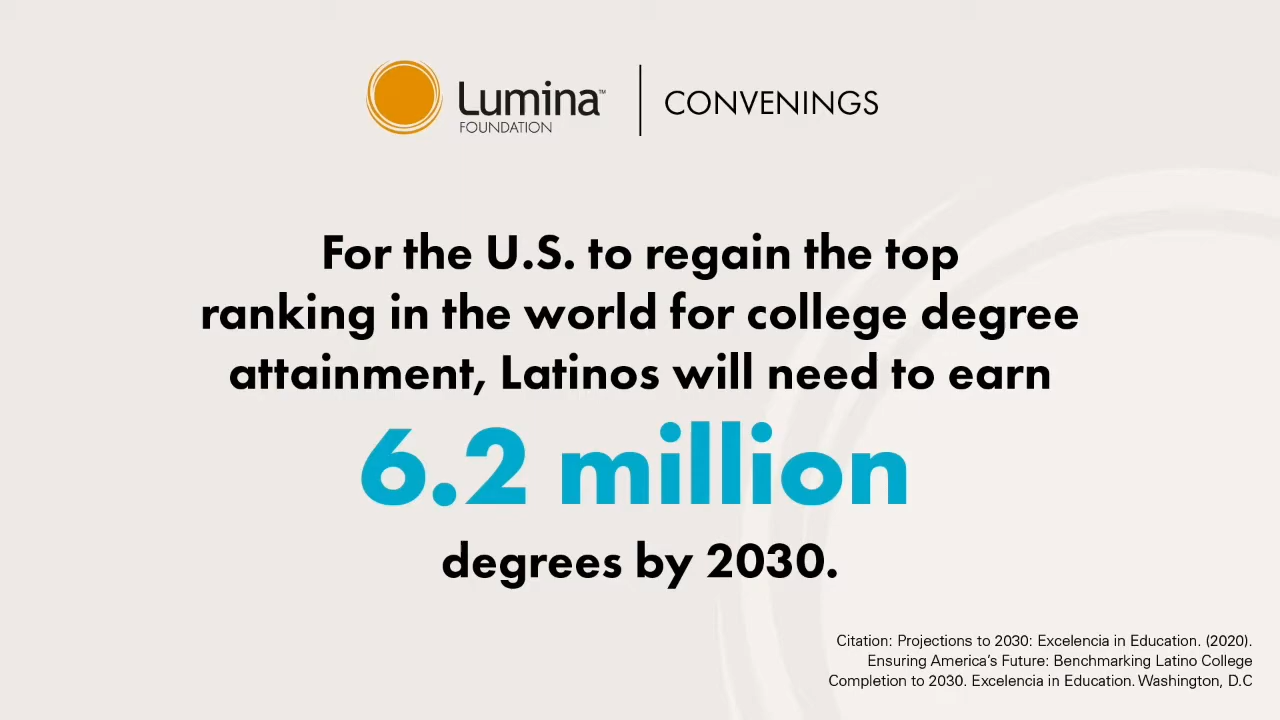 Lumina™
FOUNDATION
CONVENINGS
For the U.S. to regain the top
ranking in the world for college degree
attainment, Latinos will need to earn
6.2 million
degrees by 2030.
Citation: Projections to 2030: Excelencia in Education. (2020).
Ensuring America's Future: Benchmarking Latino College
Completion to 2030. Excelencia in Education. Washington, D.C